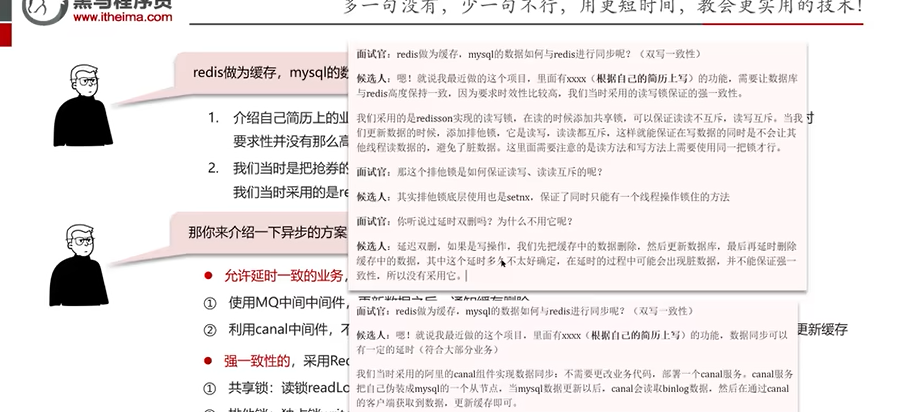 黑马程序员
www.itheima.com
多一句没有，少一句不行，用更短时间，教会更实用的技术！
redis做为缓存，mysql的数
1. 介绍自己简历上的业
要求性并没有那么高
2. 我们当时是把抢券的
我们当时采用的是re
时
那你来介绍一下异步的方案
允许延时一致的业务，
① 使用MQ中间中间件，更新数据之后，通知缓存删除
② 利用canal中间件，不
更新缓存
强一致性的，采用Red
① 共享锁：读锁readLo
面试官：redis做为缓存，mysql的数据如何与redis进行同步呢？（双写一致性）
候选人：嗯！就说我最近做的这个项目，里面有xxxx（根据自己的简历上写）的功能，需要让数据库
与redis高度保持一致，因为要求时效性比较高，我们当时采用的读写锁保证的强一致性。
我们采用的是redisson实现的读写锁，在读的时候添加共享锁，可以保证读读不互斥，读写互斥。当我
们更新数据的时候，添加排他锁，它是读写，读读都互斥，这样就能保证在写数据的同时是不会让其
他线程读数据的，避免了脏数据。这里面需要注意的是读方法和写方法上需要使用同一把锁才行。
面试官：那这个排他锁是如何保证读写、读读互斥的呢？
候选人：其实排他锁底层使用也是setnx，保证了同时只能有一个线程操作锁住的方法
面试官：你听说过延时双删吗？为什么不用它呢？
候选人：延迟双删，如果是写操作，我们先把缓存中的数据删除，然后更新数据库，最后再延时删除
缓存中的数据，其中这个延时多久不太好确定，在延时的过程中可能会出现脏数据，并不能保证强一
致性，所以没有采用它。
面试官：redis做为缓存，mysql的数据如何与redis进行同步呢？（双写一致性）
候选人：嗯！就说我最近做的这个项目，里面有xxxx（根据自己的简历上写）的功能，数据同步可以
有一定的延时（符合大部分业务）
我们当时采用的阿里的canal组件实现数据同步：不需要更改业务代码，部署一个canal服务。canal服务
把自己伪装成mysql的一个从节点，当mysql数据更新以后，canal会读取binlog数据，然后在通过canal
的客户端获取到数据，更新缓存即可。